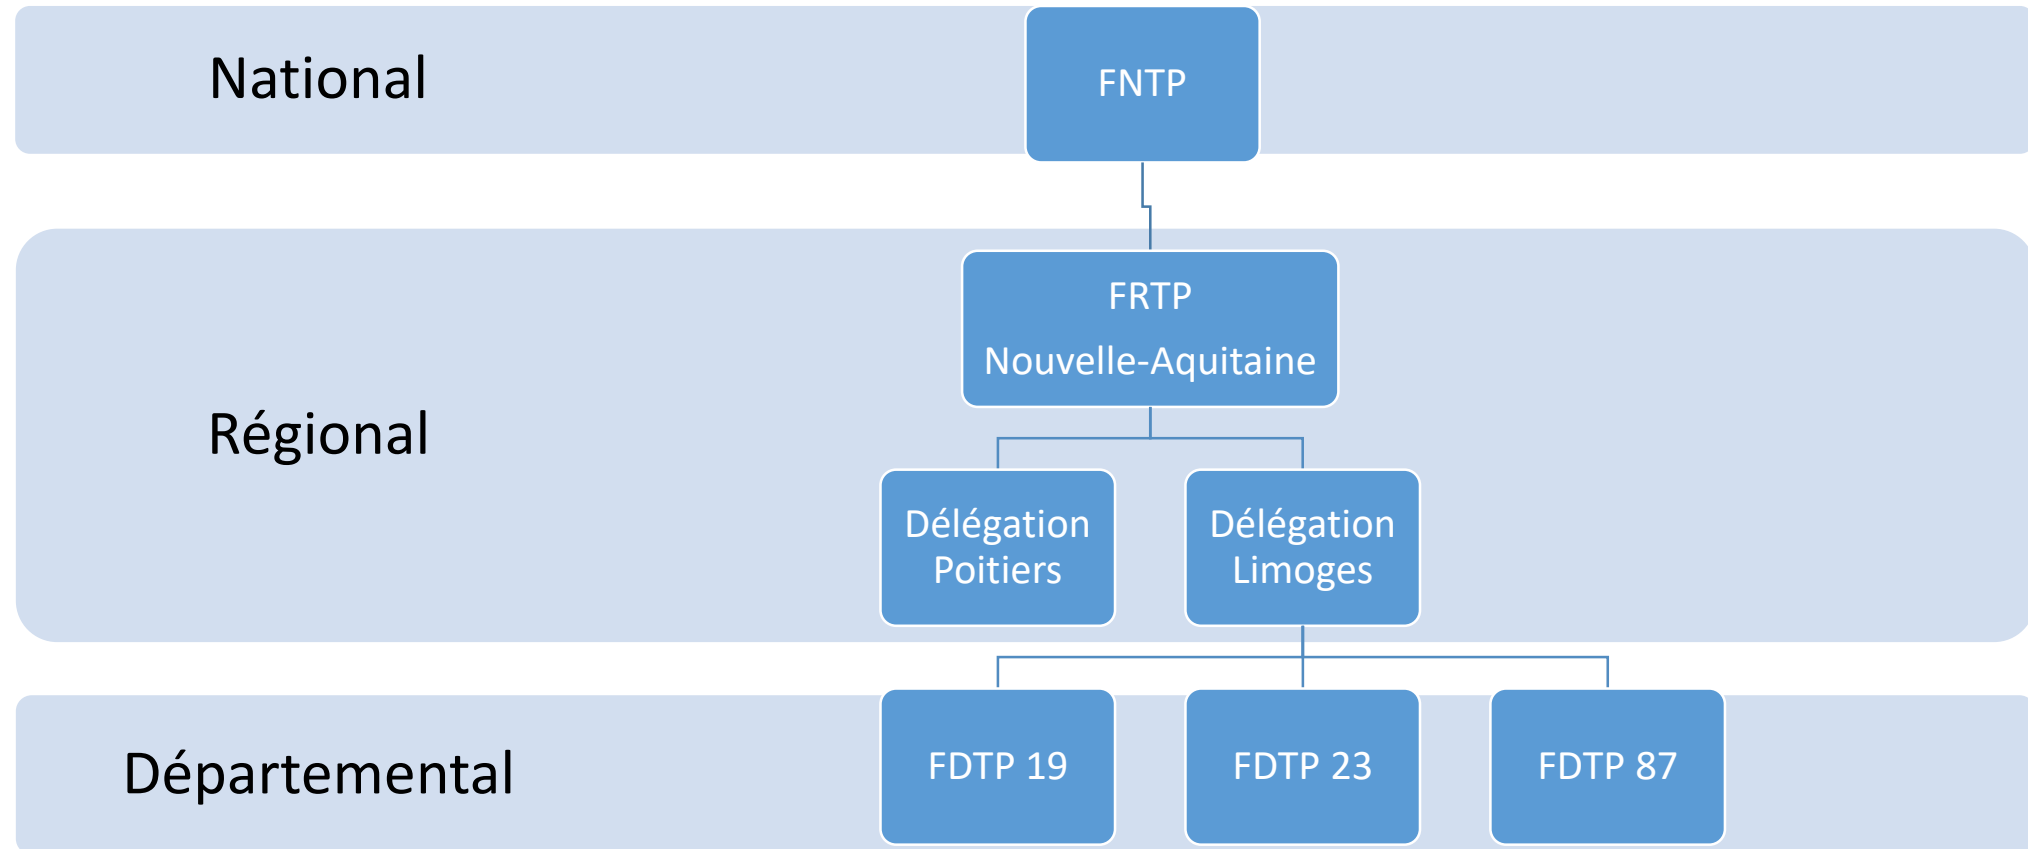 National
FNTP
Régional
FRTP
Nouvelle-Aquitaine
Délégation
Poitiers
Délégation
Limoges
Départemental
FDTP 19
FDTP 23
FDTP 87